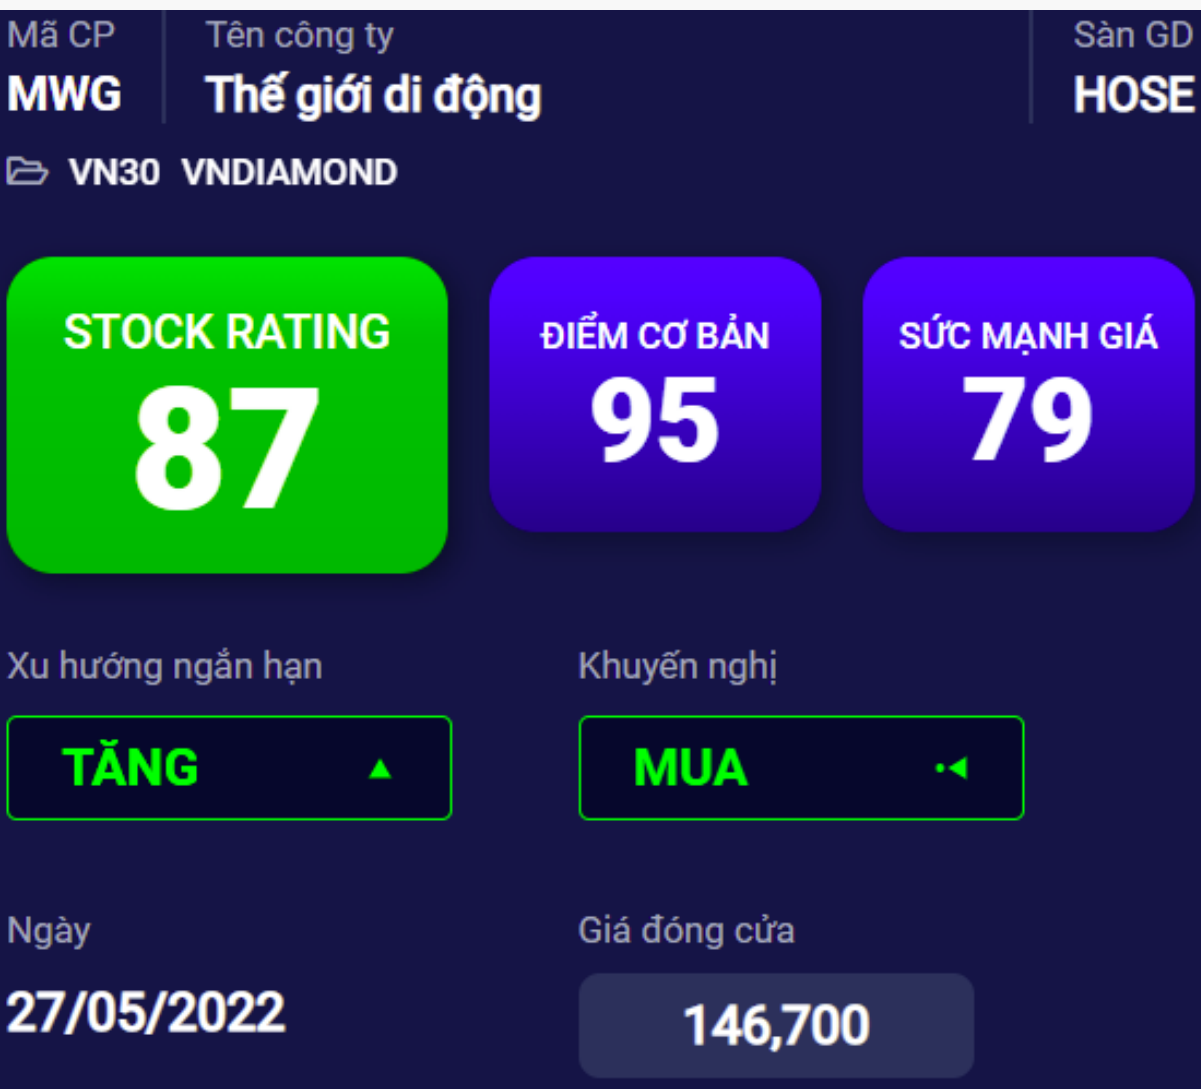 Mã CP Tên công ty Sàn GD
MWG Thế giới di động HOSE
VN30 VNDIAMOND
STOCK RATING ĐIỂM CƠ BẢN SỨC MẠNH GIÁ
87 95 79
Xu hướng ngắn hạn Khuyến nghị
TĂNG MUA
Ngày Giá đóng cửa
27/05/2022 146,700